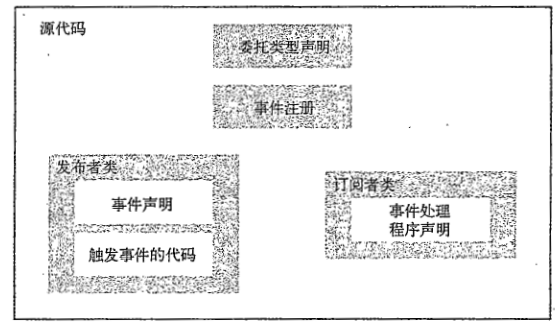 源代码
委托类型声明
事件注册
发布者类
事件声明
触发事件的代码
订阅者类
事件处理
程序声明